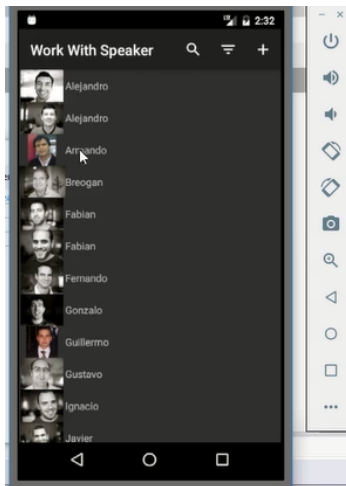 2:32
Work With Speaker
Alejandro
Alejandro
Armando
Breogan
Fabian
Fabian
Fernando
Gonzalo
Guillermo
Gustavo
Ignacio
Javier